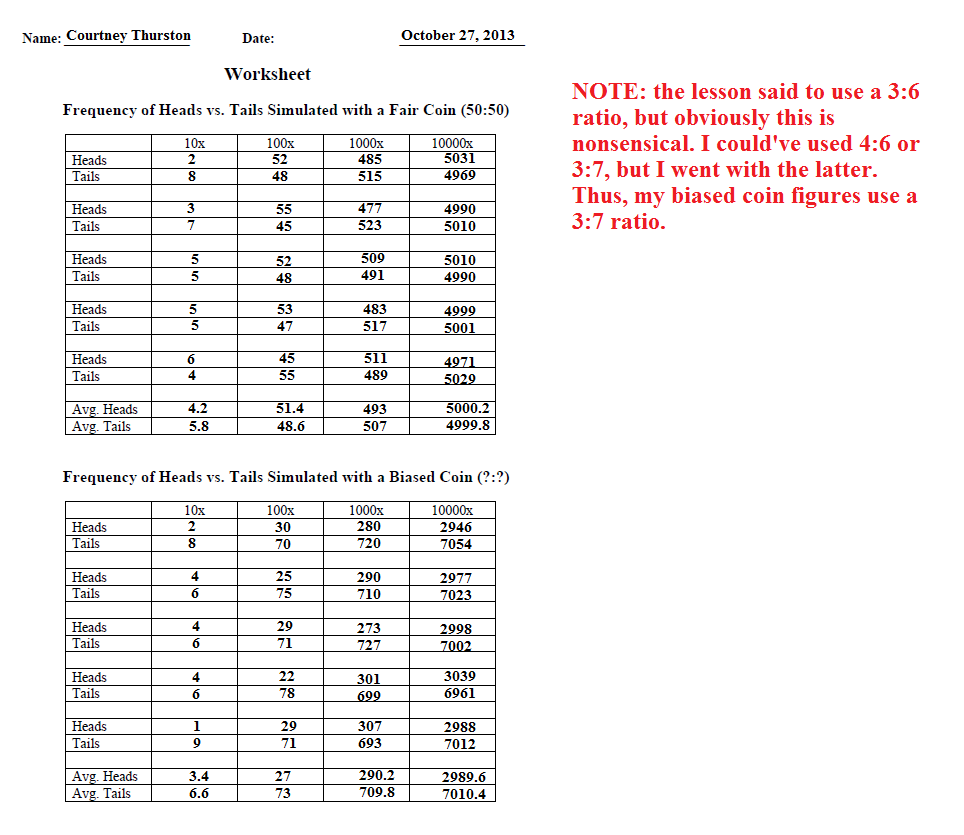 Name: Courtney Thurston Date: October 27, 2013
Worksheet
Frequency of Heads vs. Tails Simulated with a Fair Coin (50:50)
10x 100x 1000x 10000x
Heads 2 52 485 5031
Tails 8 48 515 4969
Heads 3 55 477 4990
Tails 7 45 523 5010
Heads 5 52 509 5010
Tails 5 48 491 4990
Heads 5 53 483 4999
Tails 5 47 517 5001
Heads 6 45 511 4971
Tails 4 55 489 5029
Avg. Heads 4.2 51.4 493 5000.2
Avg. Tails 5.8 48.6 507 4999.8
Frequency of Heads vs. Tails Simulated with a Biased Coin (?:?)
10x 100x 1000x 10000x
Heads 2 30 280 2946
Tails 8 70 720 7054
Heads 4 25 290 2977
Tails 6 75 710 7023
Heads 4 29 273 2998
Tails 6 71 727 7002
Heads 4 22 301 3039
Tails 6 78 699 6961
Heads 1 29 307 2988
Tails 9 71 693 7012
Avg. Heads 3.4 27 290.2 2989.6
Avg. Tails 6.6 73 709.8 7010.4
NOTE: the lesson said to use a 3:6
ratio, but obviously this is
nonsensical. I could've used 4:6 or
3:7, but I went with the latter.
Thus, my biased coin figures use a
3:7 ratio.